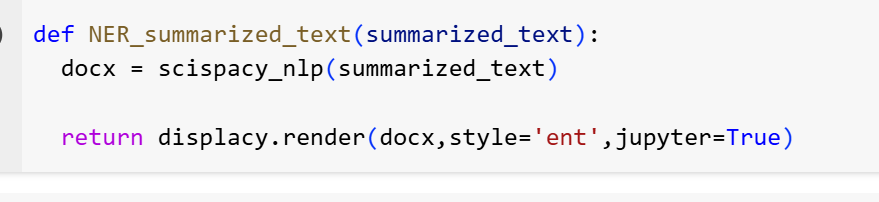 def NER_summarized_text(summarized_text):
  docx = scispacy_nlp(summarized_text)
  return displacy.render(docx,style='ent',jupyter=True)